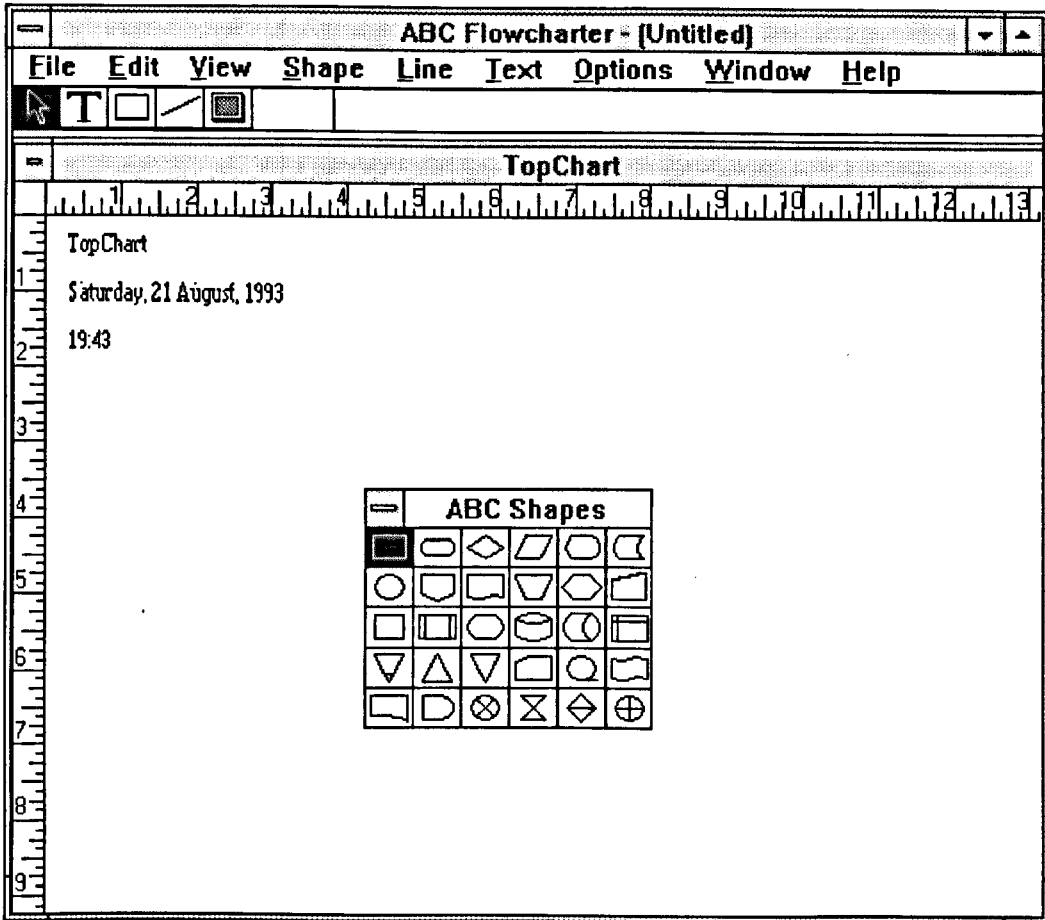 ABC Flowcharter - [Untitled]
File Edit View Shape Line Text Options Window Help
T
TopChart
1 2 3 4 5 6 7 8 9 10 11 12 13
TopChart
1
Saturday, 21 August, 1993
19:43
2
3
4
ABC Shapes
5
6
7
8
9